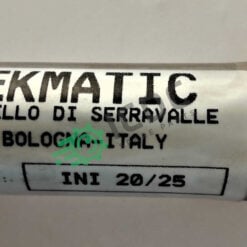 EKMATIC
ELLO DI SERRAVALLE
BOLOGNA-ITALY
INI 20/25